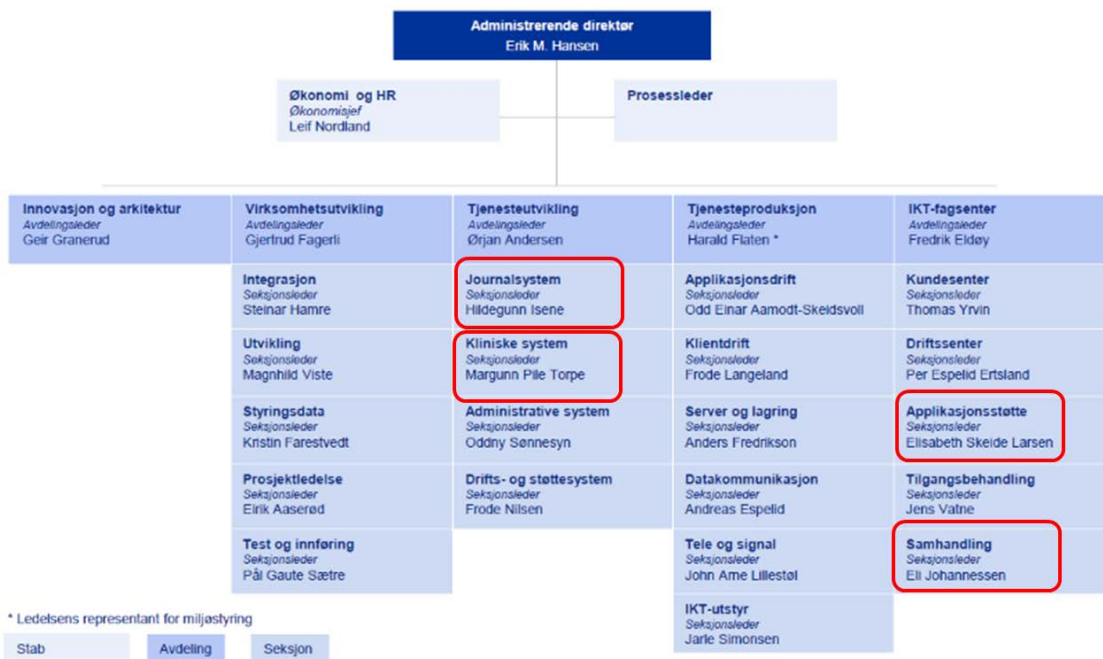 Administrerende direktør
Erik M. Hansen
Økonomi og HR
Økonomisjef
Leif Nordland
Prosessleder
Innovasjon og arkitektur
Avdelingsleder
Geir Granerud
Virksomhetsutvikling
Avdelingsleder
Gjertrud Fagerli
Tjenesteutvikling
Avdelingsleder
Ørjan Andersen
Tjenesteproduksjon
Avdelingsleder
Harald Flaten *
IKT-fagsenter
Avdelingsleder
Fredrik Eldøy
Integrasjon
Seksjonsleder
Steinar Hamre
Utvikling
Seksjonsleder
Magnhild Viste
Styringsdata
Seksjonsleder
Kristin Farestvedt
Prosjektledelse
Seksjonsleder
Eirik Aaserød
Test og innføring
Seksjonsleder
Pål Gaute Sætre
Journalsystem
Seksjonsleder
Hildegunn Isene
Kliniske system
Seksjonsleder
Margunn Pile Torpe
Administrative system
Seksjonsleder
Oddny Sønnesyn
Drifts- og støttesystem
Seksjonsleder
Frode Nilsen
Applikasjonsdrift
Seksjonsleder
Odd Einar Aamodt-Skeidsvoll
Klientdrift
Seksjonsleder
Frode Langeland
Server og lagring
Seksjonsleder
Anders Fredrikson
Datakommunikasjon
Seksjonsleder
Andreas Espelid
Tele og signal
Seksjonsleder
John Arne Lillestøl
IKT-utstyr
Seksjonsleder
Jarle Simonsen
Kundesenter
Seksjonsleder
Thomas Yrvin
Driftssenter
Seksjonsleder
Per Espelid Ertsland
Applikasjonsstøtte
Seksjonsleder
Elisabeth Skeide Larsen
Tilgangsbehandling
Seksjonsleder
Jens Vatne
Samhandling
Seksjonsleder
Eli Johannessen
* Ledelsens representant for miljøstyring
Stab
Avdeling
Seksjon